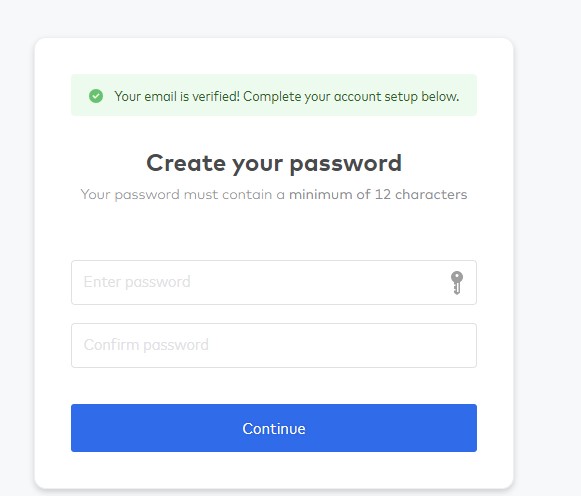 Your email is verified! Complete your account setup below.
Create your password
Your password must contain a minimum of 12 characters
Enter password
Confirm password
Continue